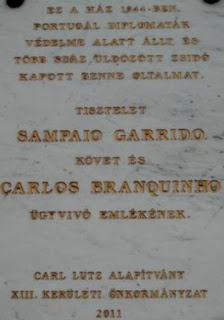 EZ A HÁZ 1944-BEN.
PORTUGÁL DIPLOMATÁK
VÉDELME ALATT ÁLLT ÉS
TÖBB SZÁZ ÜLDÖZÖTT ZSIDÓ
KAPOTT BENNE OLTALMAT.
TISZTELET
SAMPAIO GARRIDO
KÖVET ÉS
CARLOS BRANQUINHO
ÜGYVIVŐ EMLÉKÉNEK.
CARL LUTZ ALAPÍTVÁNY
XIII. KERÜLETI ÖNKORMÁNYZAT
2011